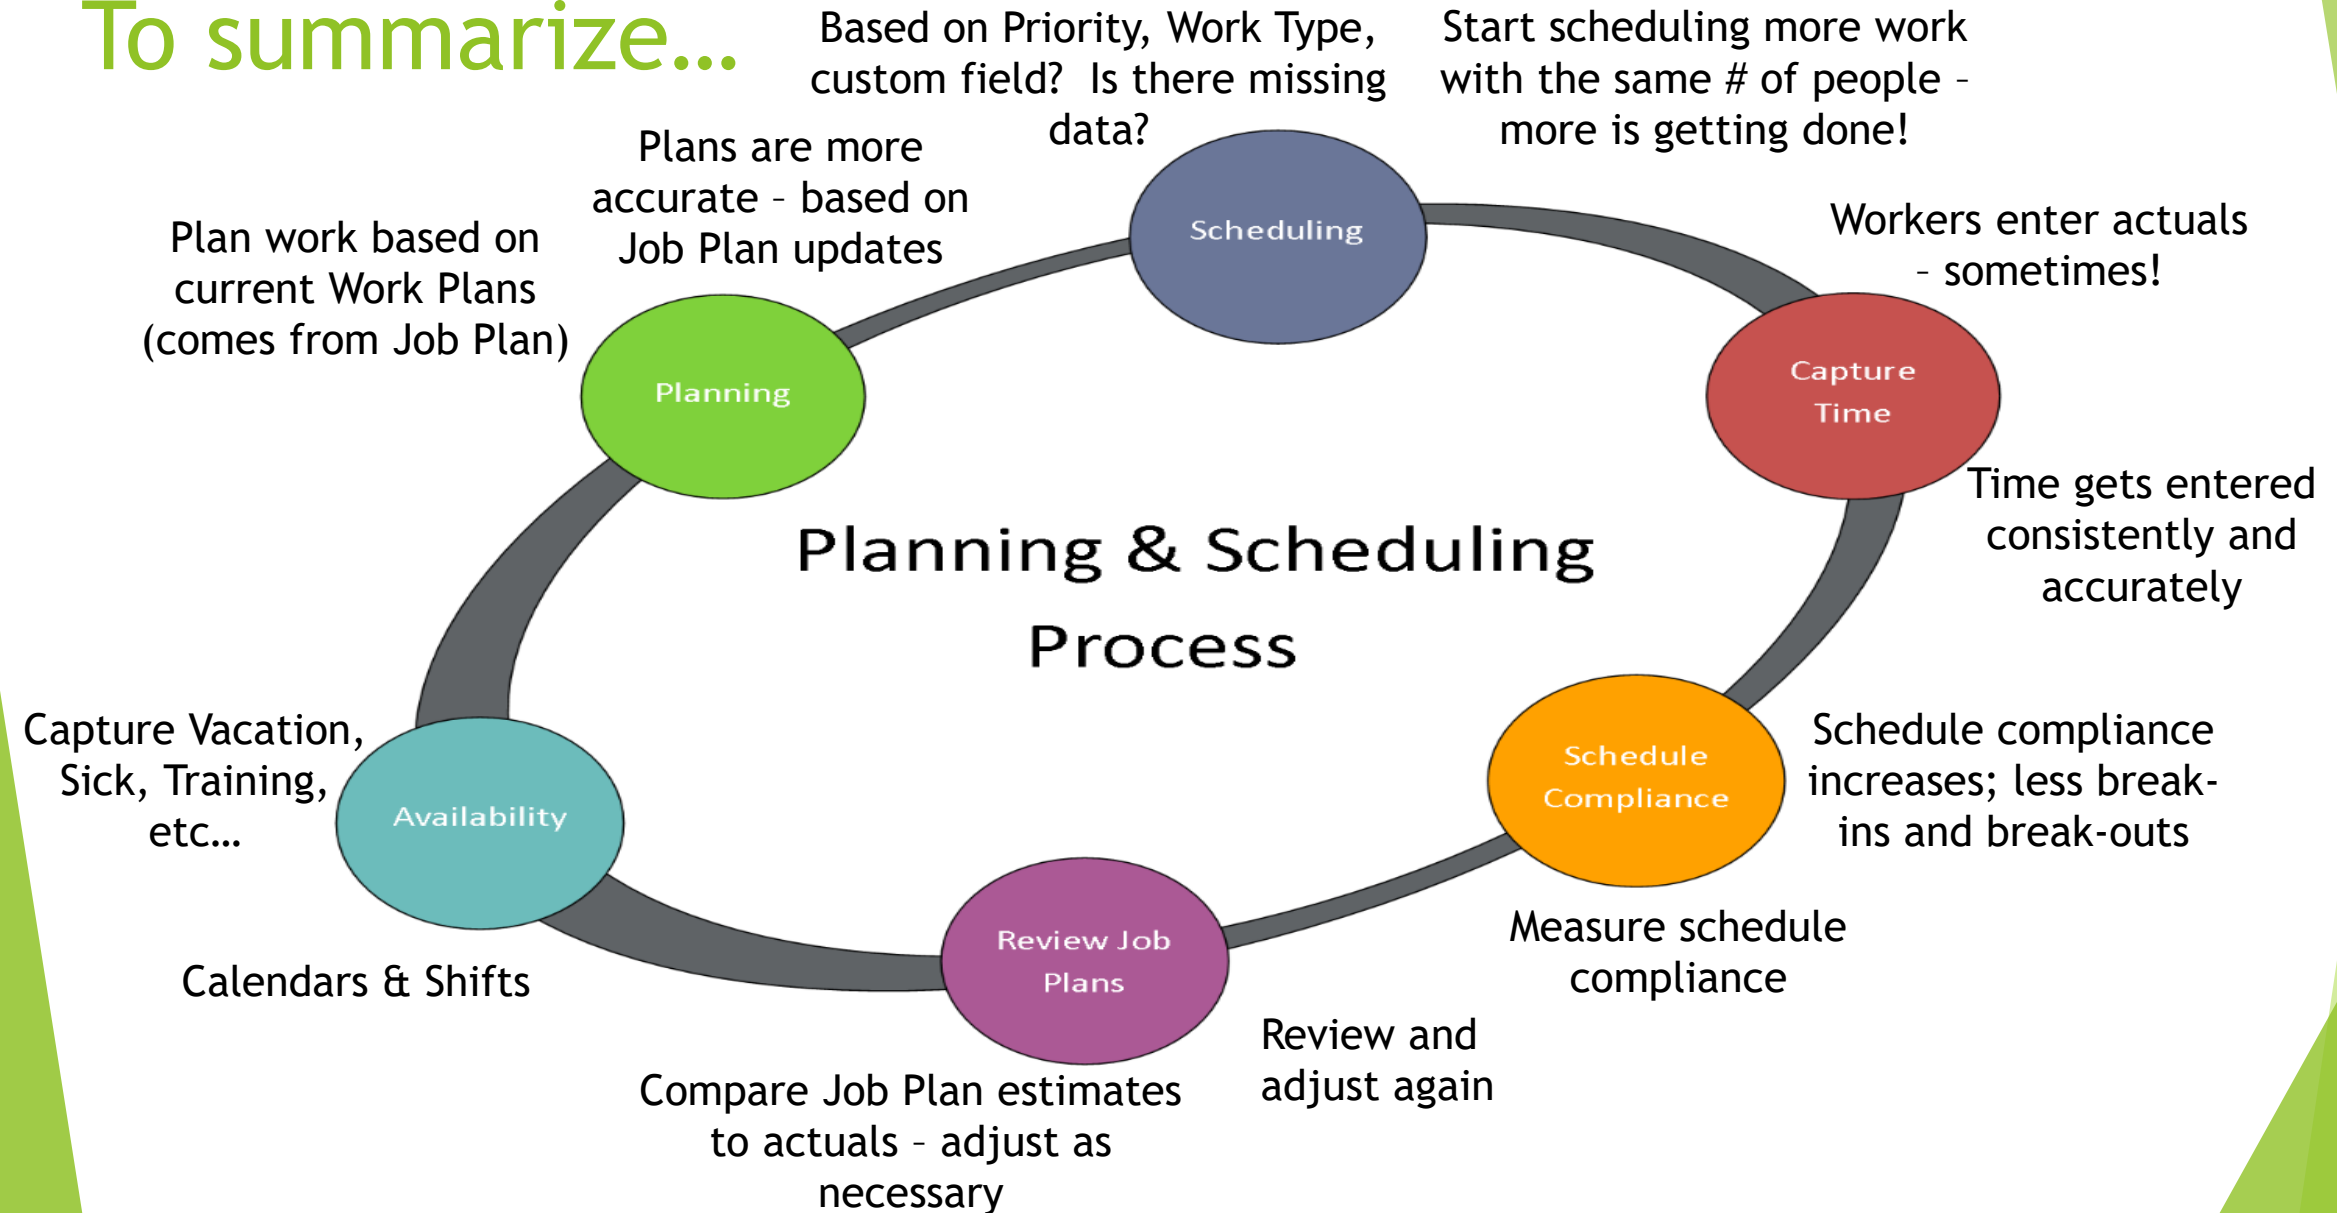 To summarize…
Based on Priority, Work Type,
custom field?  Is there missing
data?
Start scheduling more work
with the same # of people –
more is getting done!
Plans are more
accurate – based on
Job Plan updates
Plan work based on
current Work Plans
(comes from Job Plan)
Scheduling
Workers enter actuals
– sometimes!
Planning
Capture
Time
Time gets entered
consistently and
accurately
Planning & Scheduling
Process
Capture Vacation,
Sick, Training,
etc…
Availability
Schedule
Compliance
Schedule compliance
increases; less break-
ins and break-outs
Calendars & Shifts
Review Job
Plans
Measure schedule
compliance
Review and
adjust again
Compare Job Plan estimates
to actuals – adjust as
necessary